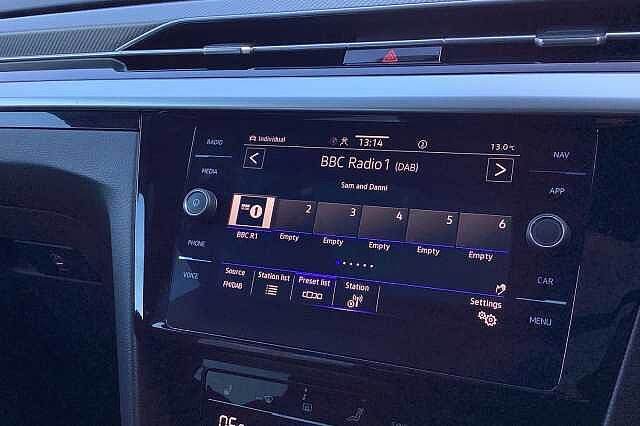 RADIO
MEDIA
PHONE
VOICE
Individual
13:14
13.0°C
BBC Radio 1 (DAB)
Sam and Danni
2
3
4
5
6
BBC R1
Empty
Empty
Empty
Empty
Empty
Source
FM/DAB
Station list
Preset list
Station
Settings
NAV
APP
CAR
MENU